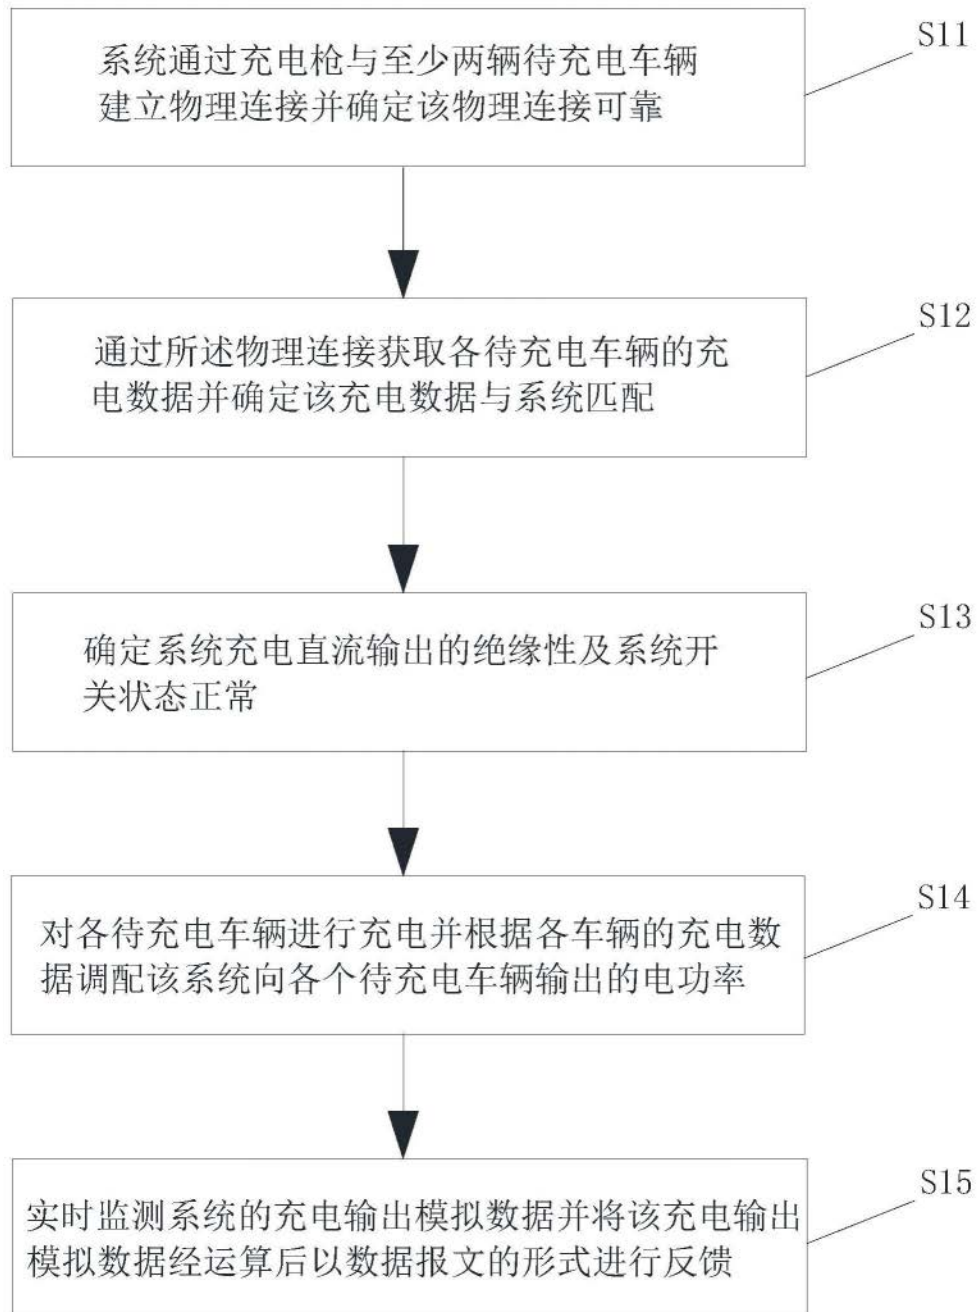 系统通过充电枪与至少两辆待充电车辆
建立物理连接并确定该物理连接可靠
S11
通过所述物理连接获取各待充电车辆的充
电数据并确定该充电数据与系统匹配
S12
确定系统充电直流输出的绝缘性及系统开
关状态正常
S13
对各待充电车辆进行充电并根据各车辆的充电数
据调配该系统向各个待充电车辆输出的电功率
S14
实时监测系统的充电输出模拟数据并将该充电输出
模拟数据经运算后以数据报文的形式进行反馈
S15